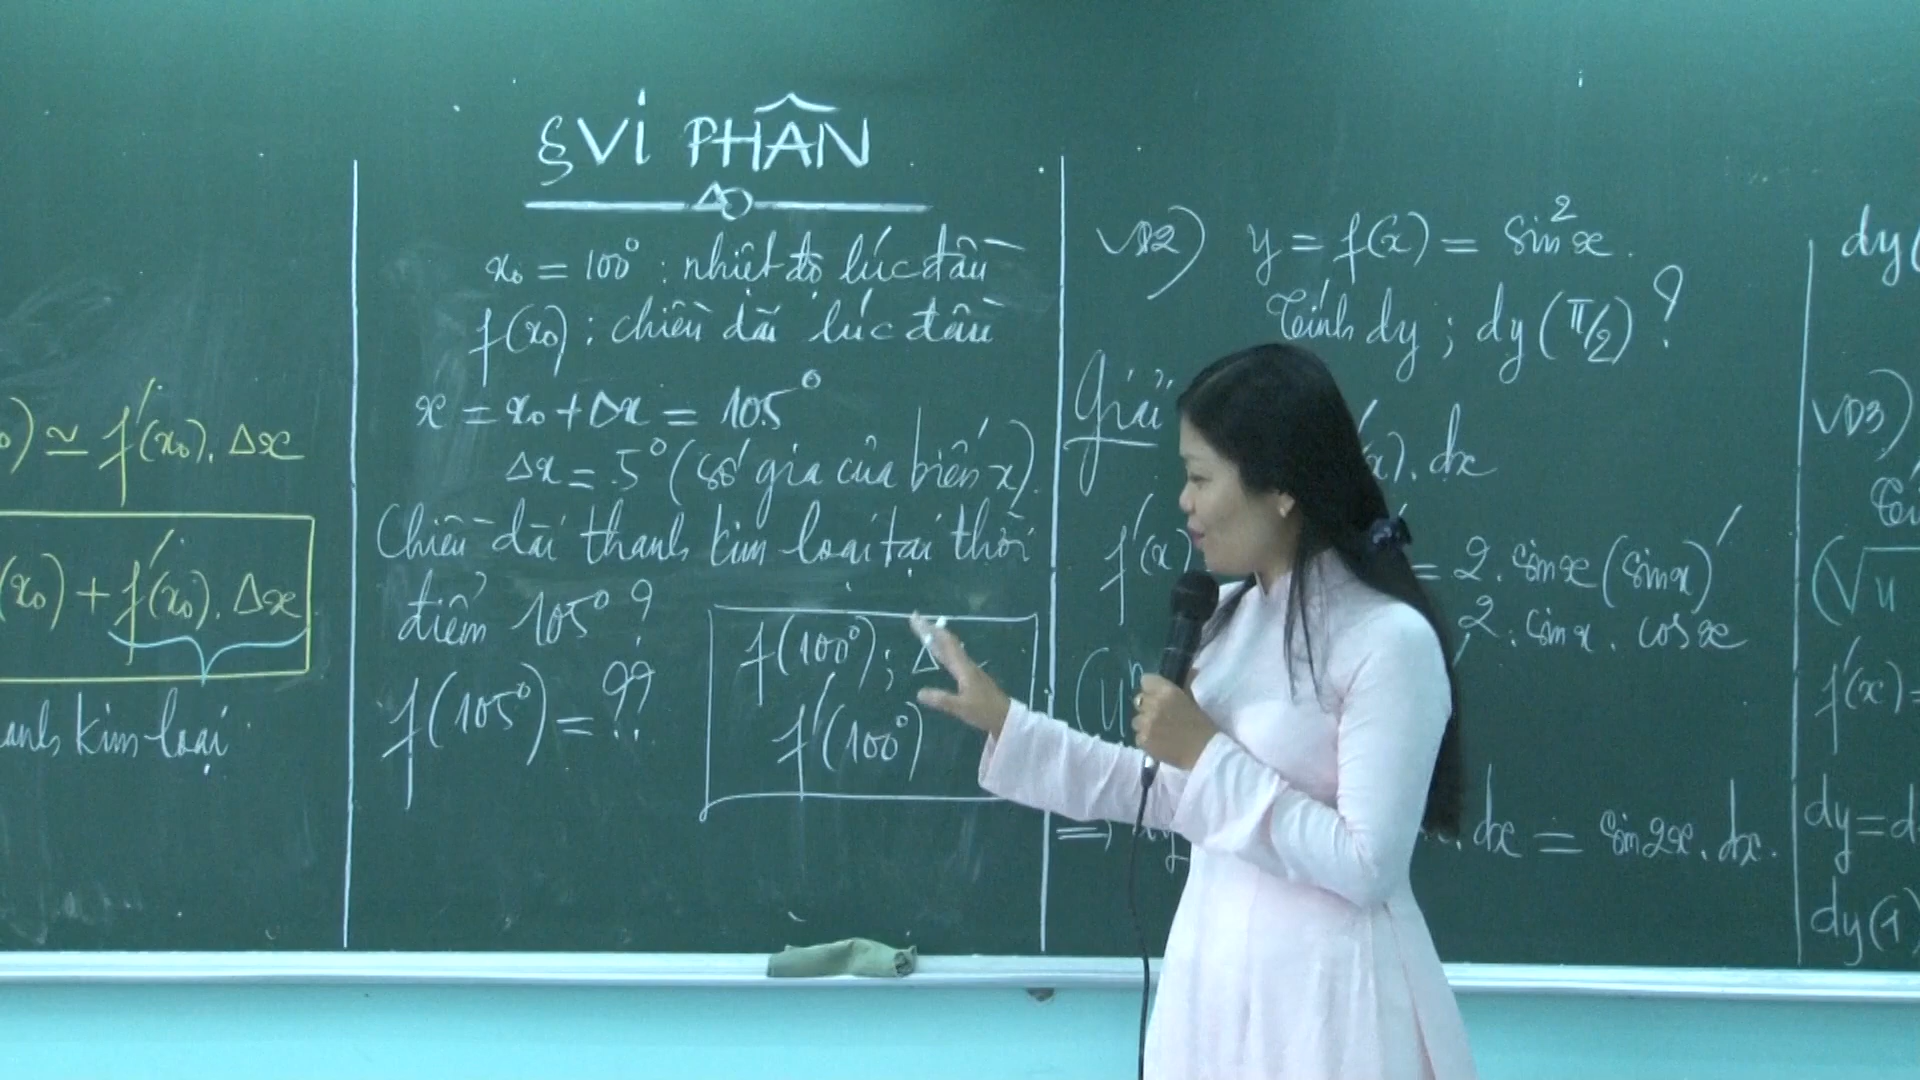 § VI PHÂN
) ≃ f'(x₀). Δx
(x₀) + f'(x₀). Δx
kim loại
x₀ = 100° : nhiệt độ lúc đầu
f(x₀) : chiều dài lúc đầu
x = x₀ + Δx = 105°
Δx = 5° (số gia của biến x).
Chiều dài thanh kim loại tại thời
điểm 105° ?
f(105°) = ??
f(100°) ; Δ
f'(100°)
VD2) y = f(x) = sin²x.
Tính dy ; dy(π/2) ?
Giải
x). dx
f'(x) = 2. sinx (sinx)'
2. sinx. cosx
(u
⇒ dy . dx = sin2x. dx.
dy(
VD3)
(√u
f'(x) =
dy = d
dy(1)